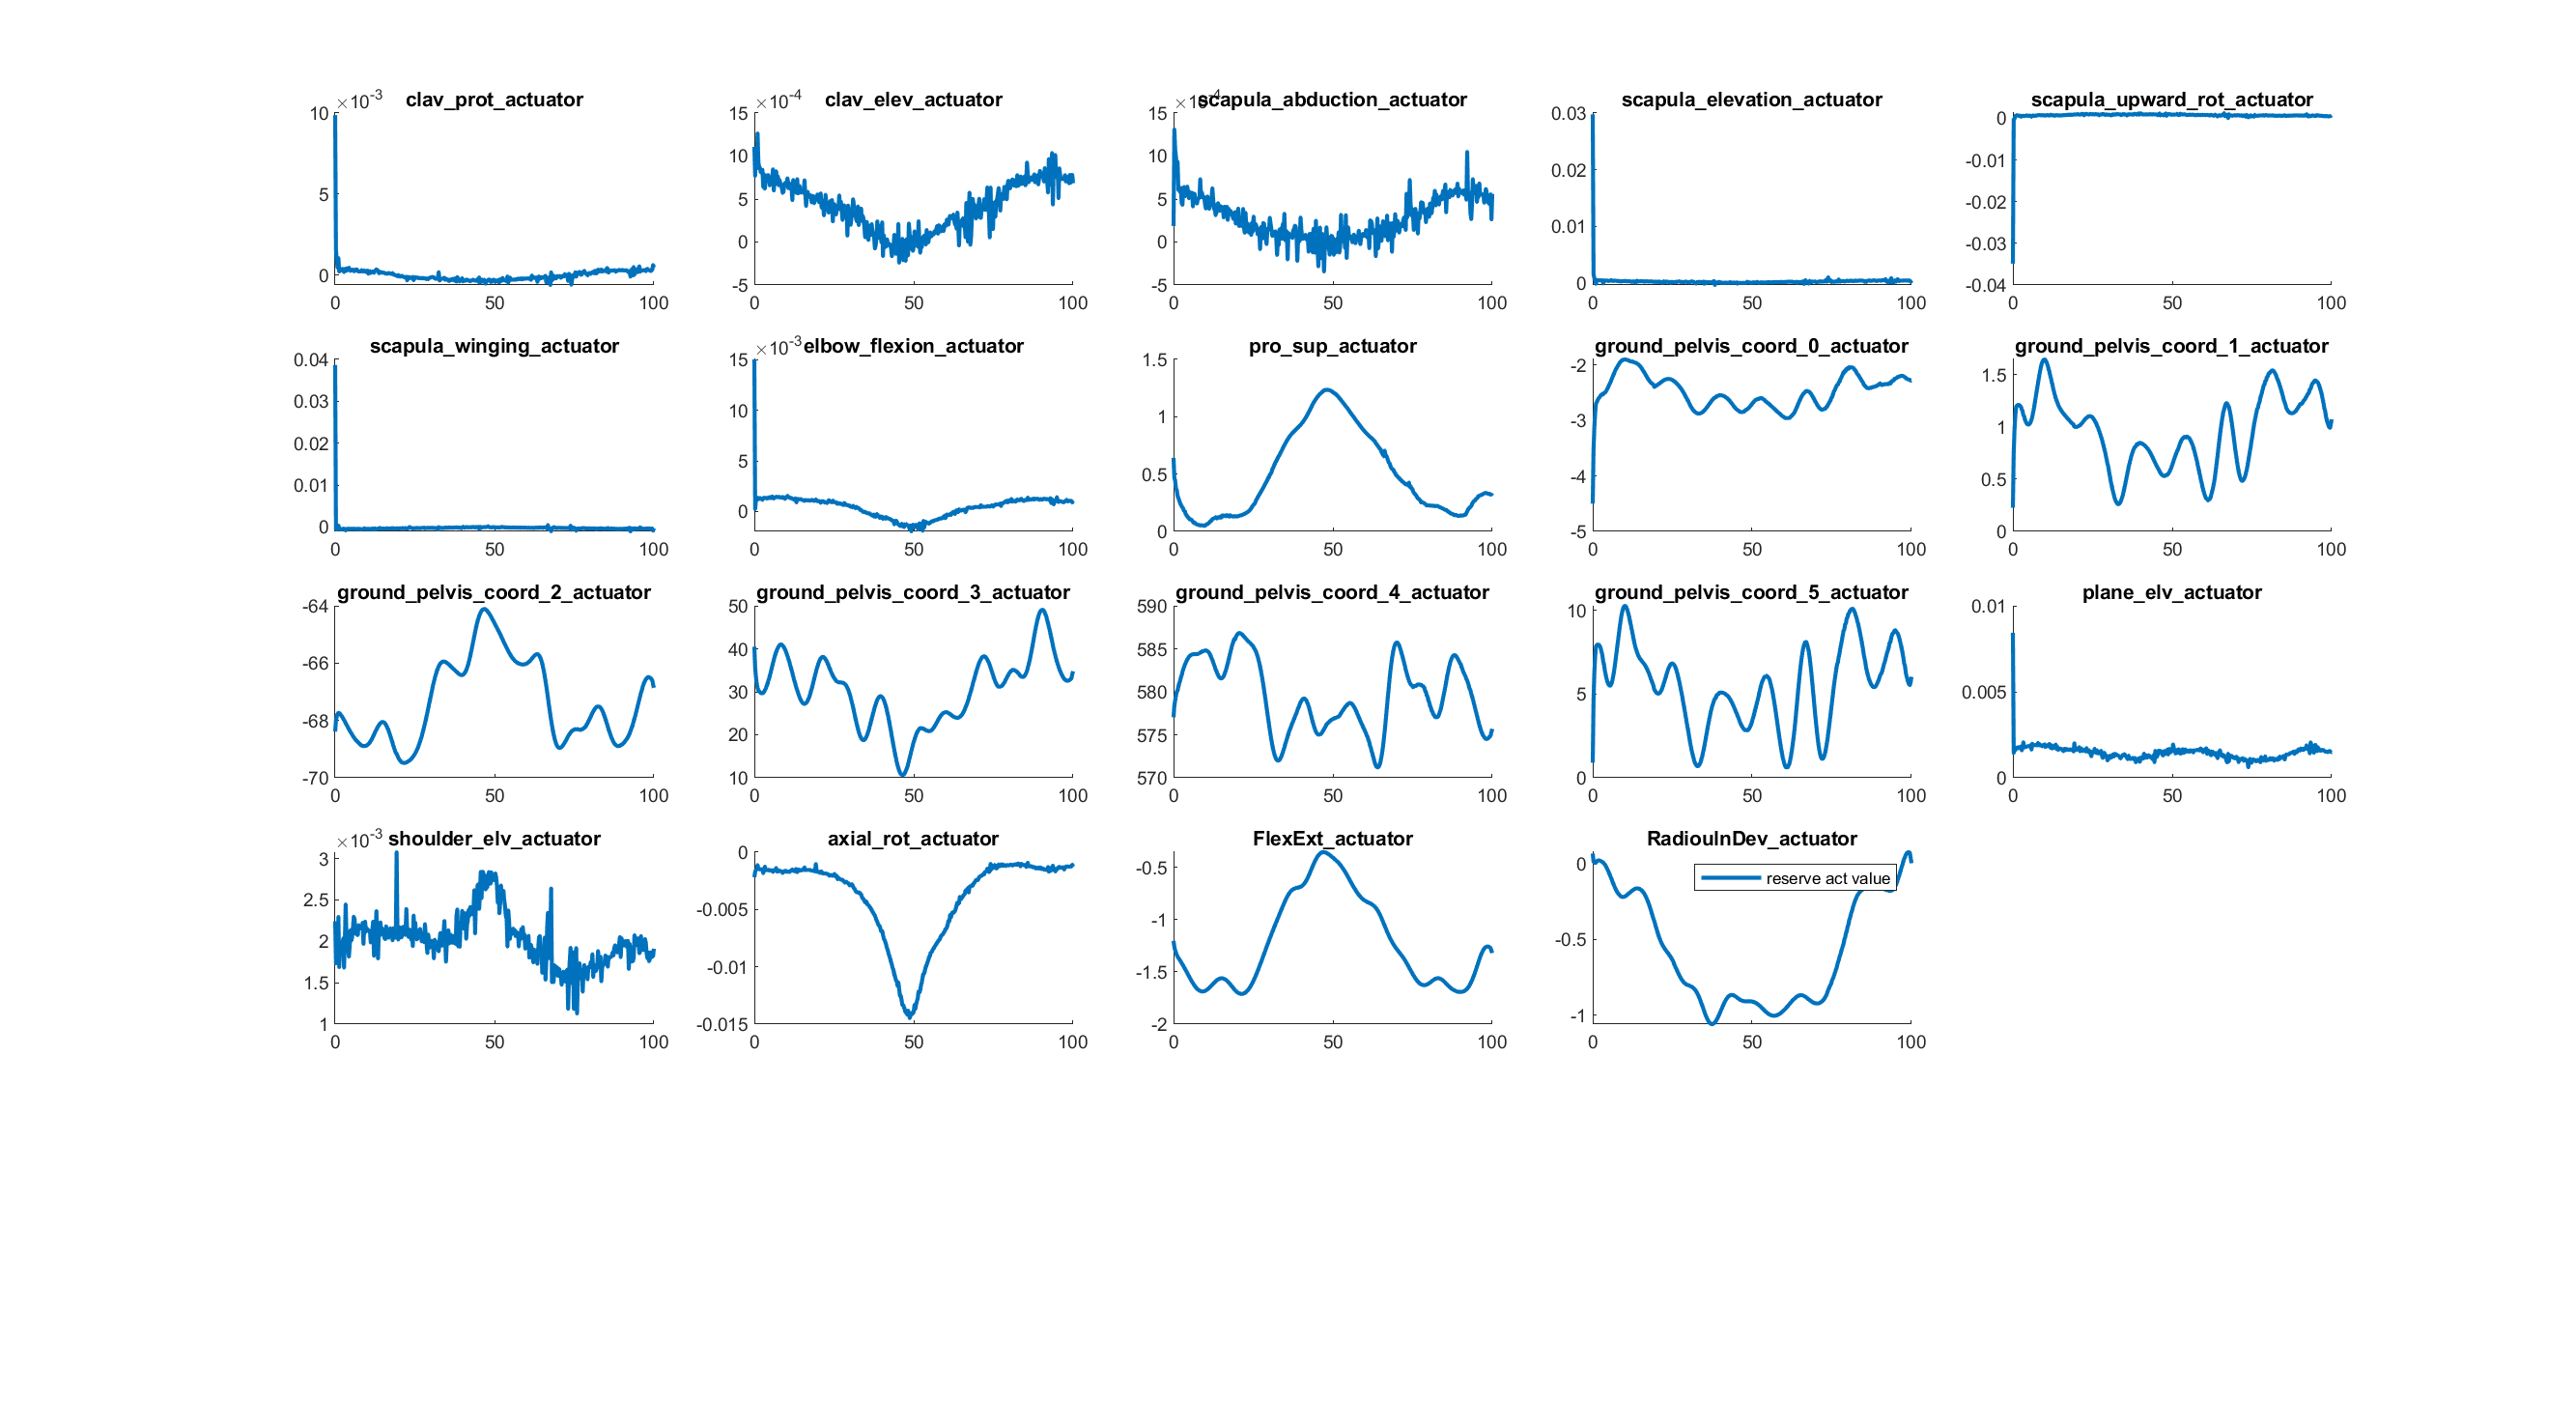 clav_prot_actuator
×10-3
10
5
0
0 50 100
clav_elev_actuator
×10-4
15
10
5
0
-5
0 50 100
scapula_abduction_actuator
15
10
5
0
-5
0 50 100
scapula_elevation_actuator
0.03
0.02
0.01
0
0 50 100
scapula_upward_rot_actuator
0
-0.01
-0.02
-0.03
-0.04
0 50 100
scapula_winging_actuator
0.04
0.03
0.02
0.01
0
0 50 100
elbow_flexion_actuator
×10-3
15
10
5
0
0 50 100
pro_sup_actuator
1.5
1
0.5
0
0 50 100
ground_pelvis_coord_0_actuator
-2
-3
-4
-5
0 50 100
ground_pelvis_coord_1_actuator
1.5
1
0.5
0
0 50 100
ground_pelvis_coord_2_actuator
-64
-66
-68
-70
0 50 100
ground_pelvis_coord_3_actuator
50
40
30
20
10
0 50 100
ground_pelvis_coord_4_actuator
590
585
580
575
570
0 50 100
ground_pelvis_coord_5_actuator
10
5
0
0 50 100
plane_elv_actuator
0.01
0.005
0
0 50 100
shoulder_elv_actuator
×10-3
3
2.5
2
1.5
1
0 50 100
axial_rot_actuator
0
-0.005
-0.01
-0.015
0 50 100
FlexExt_actuator
-0.5
-1
-1.5
-2
0 50 100
RadioulnDev_actuator
reserve act value
0
-0.5
-1
0 50 100